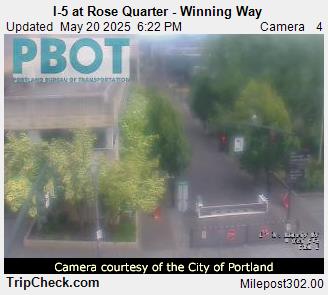 I-5 at Rose Quarter - Winning Way
Updated May 20 2025 6:22 PM Camera 4
PBOT
PORTLAND BUREAU OF TRANSPORTATION
Camera courtesy of the City of Portland
TripCheck.com Milepost302.00